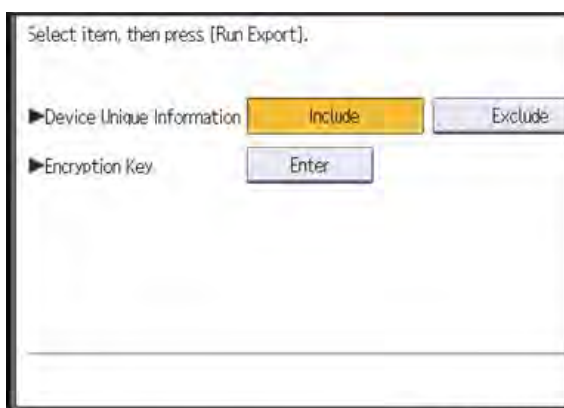 Select item, then press [Run Export].
►Device Unique Information Include Exclude
►Encryption Key Enter